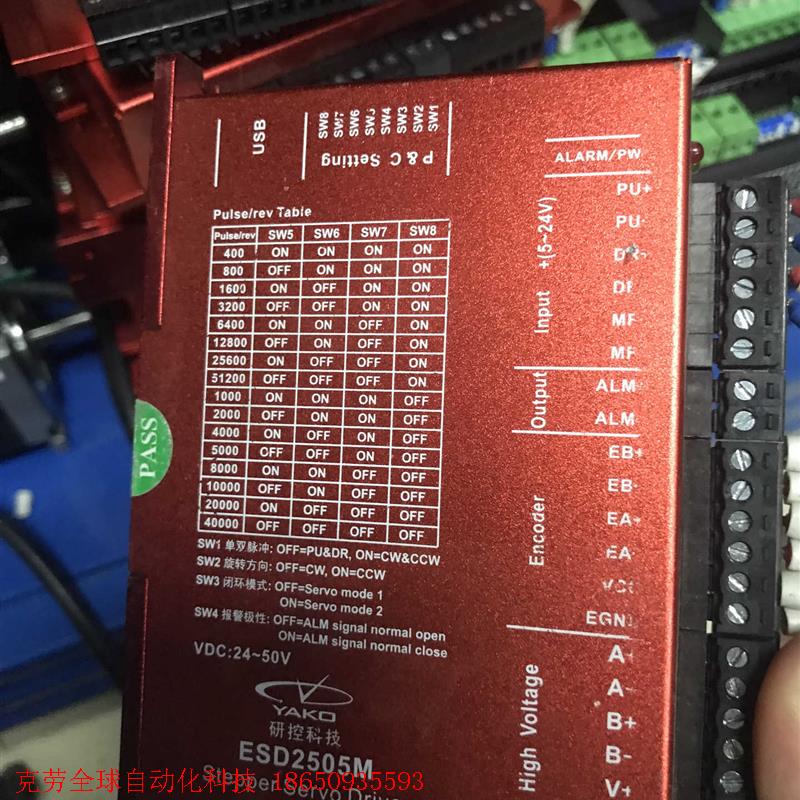 USB
SW8
SW7
SW6
SW5
SW4
SW3
SW2
SW1
P & C Setting
Pulse/rev Table
Pulse/rev SW5 SW6 SW7 SW8
400 ON ON ON ON
800 OFF ON ON ON
1600 ON OFF ON ON
3200 OFF OFF ON ON
6400 ON ON OFF ON
12800 OFF ON OFF ON
25600 ON OFF OFF ON
51200 OFF OFF OFF ON
1000 ON ON ON OFF
2000 OFF ON ON OFF
4000 ON OFF ON OFF
5000 OFF OFF ON OFF
8000 ON ON OFF OFF
10000 OFF ON OFF OFF
20000 ON OFF OFF OFF
40000 OFF OFF OFF OFF
SW1 单双脉冲: OFF=PU&DR, ON=CW&CCW
SW2 旋转方向: OFF=CW, ON=CCW
SW3 闭环模式: OFF=Servo mode 1
ON=Servo mode 2
SW4 报警极性: OFF=ALM signal normal open
ON=ALM signal normal close
VDC:24~50V
YAKO
研控科技
ESD2505M
Stepper Servo Drive
PASS
ALARM/PW
Input +(5~24V)
PU+
PU-
DR
MF
MF
Output
ALM
ALM
Encoder
EB+
EB-
EA+
EA
EGN
High Voltage
A+
A-
B+
B-
V+
克劳全球自动化科技 18650935593